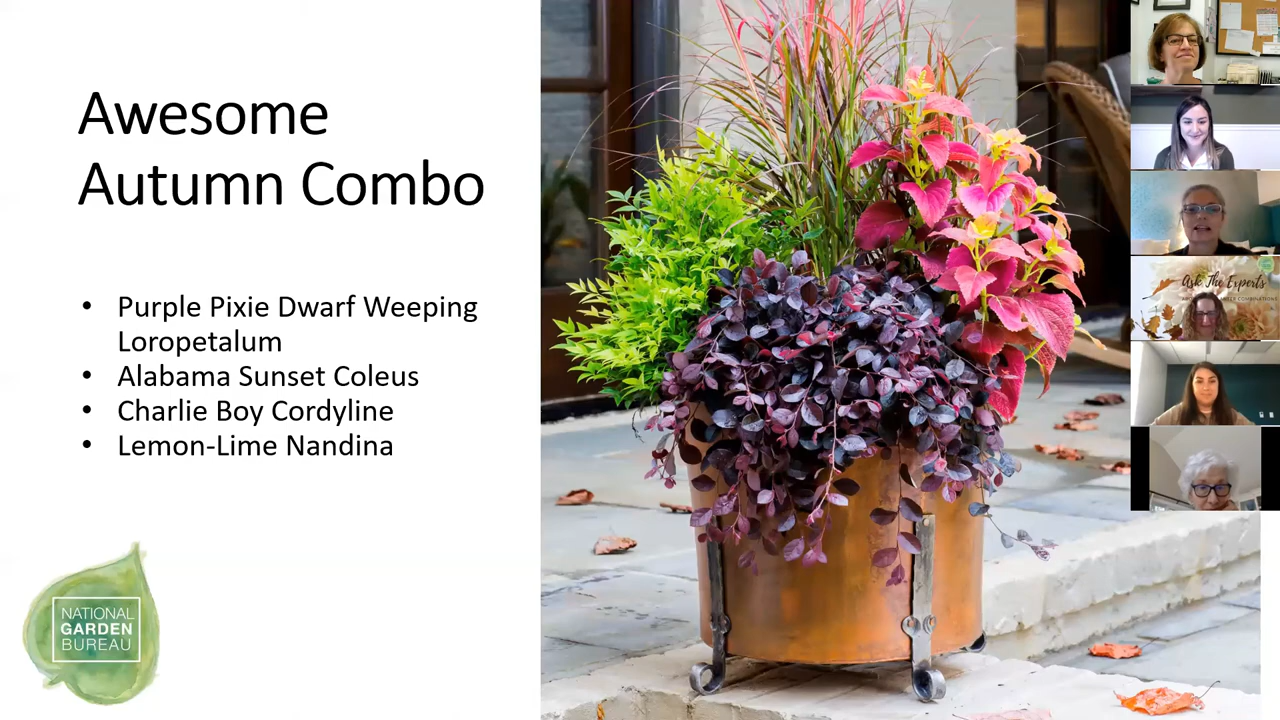 Awesome
Autumn Combo
• Purple Pixie Dwarf Weeping
Loropetalum
• Alabama Sunset Coleus
• Charlie Boy Cordyline
• Lemon-Lime Nandina
NATIONAL
GARDEN
BUREAU
Ask The Experts